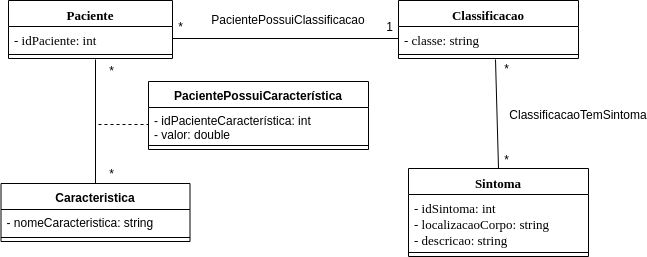 Paciente
- idPaciente: int
*
PacientePossuiClassificacao
1
Classificacao
- classe: string
*
*
PacientePossuiCaracterística
- idPacienteCaracterística: int
- valor: double
ClassificacaoTemSintoma
*
*
Caracteristica
- nomeCaracteristica: string
Sintoma
- idSintoma: int
- localizacaoCorpo: string
- descricao: string